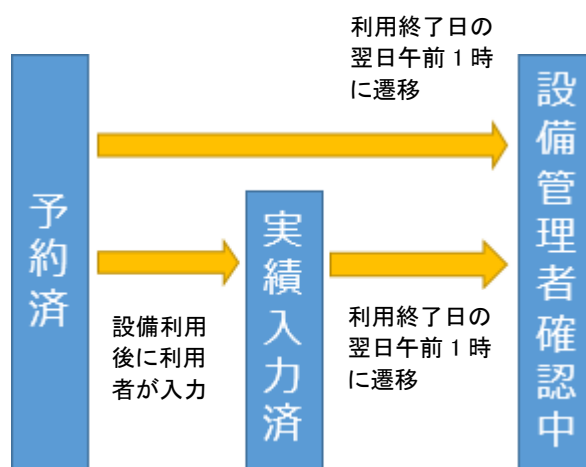 利用終了日の
翌日午前１時
に遷移
予約済
設備利用
後に利用
者が入力
実績入力済
利用終了日の
翌日午前１時
に遷移
設備管理者確認中